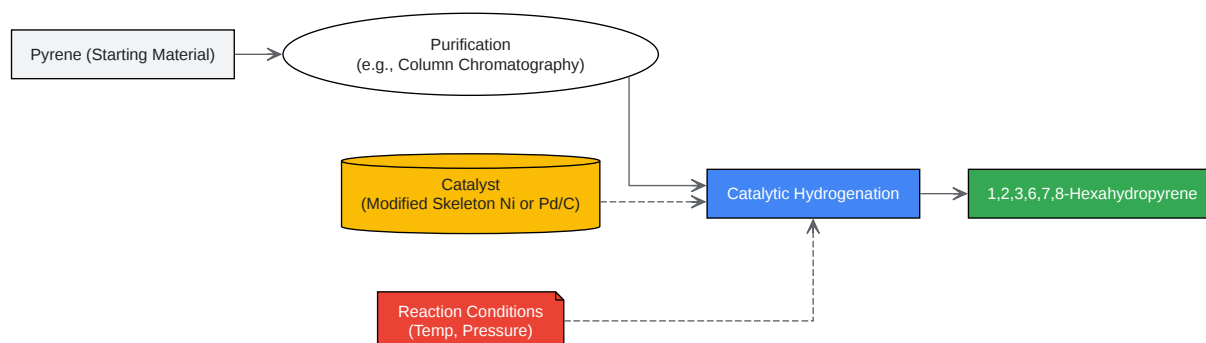 Pyrene (Starting Material)
Purification
(e.g., Column Chromatography)
Catalyst
(Modified Skeleton Ni or Pd/C)
Catalytic Hydrogenation
1,2,3,6,7,8-Hexahydropyrene
Reaction Conditions
(Temp, Pressure)